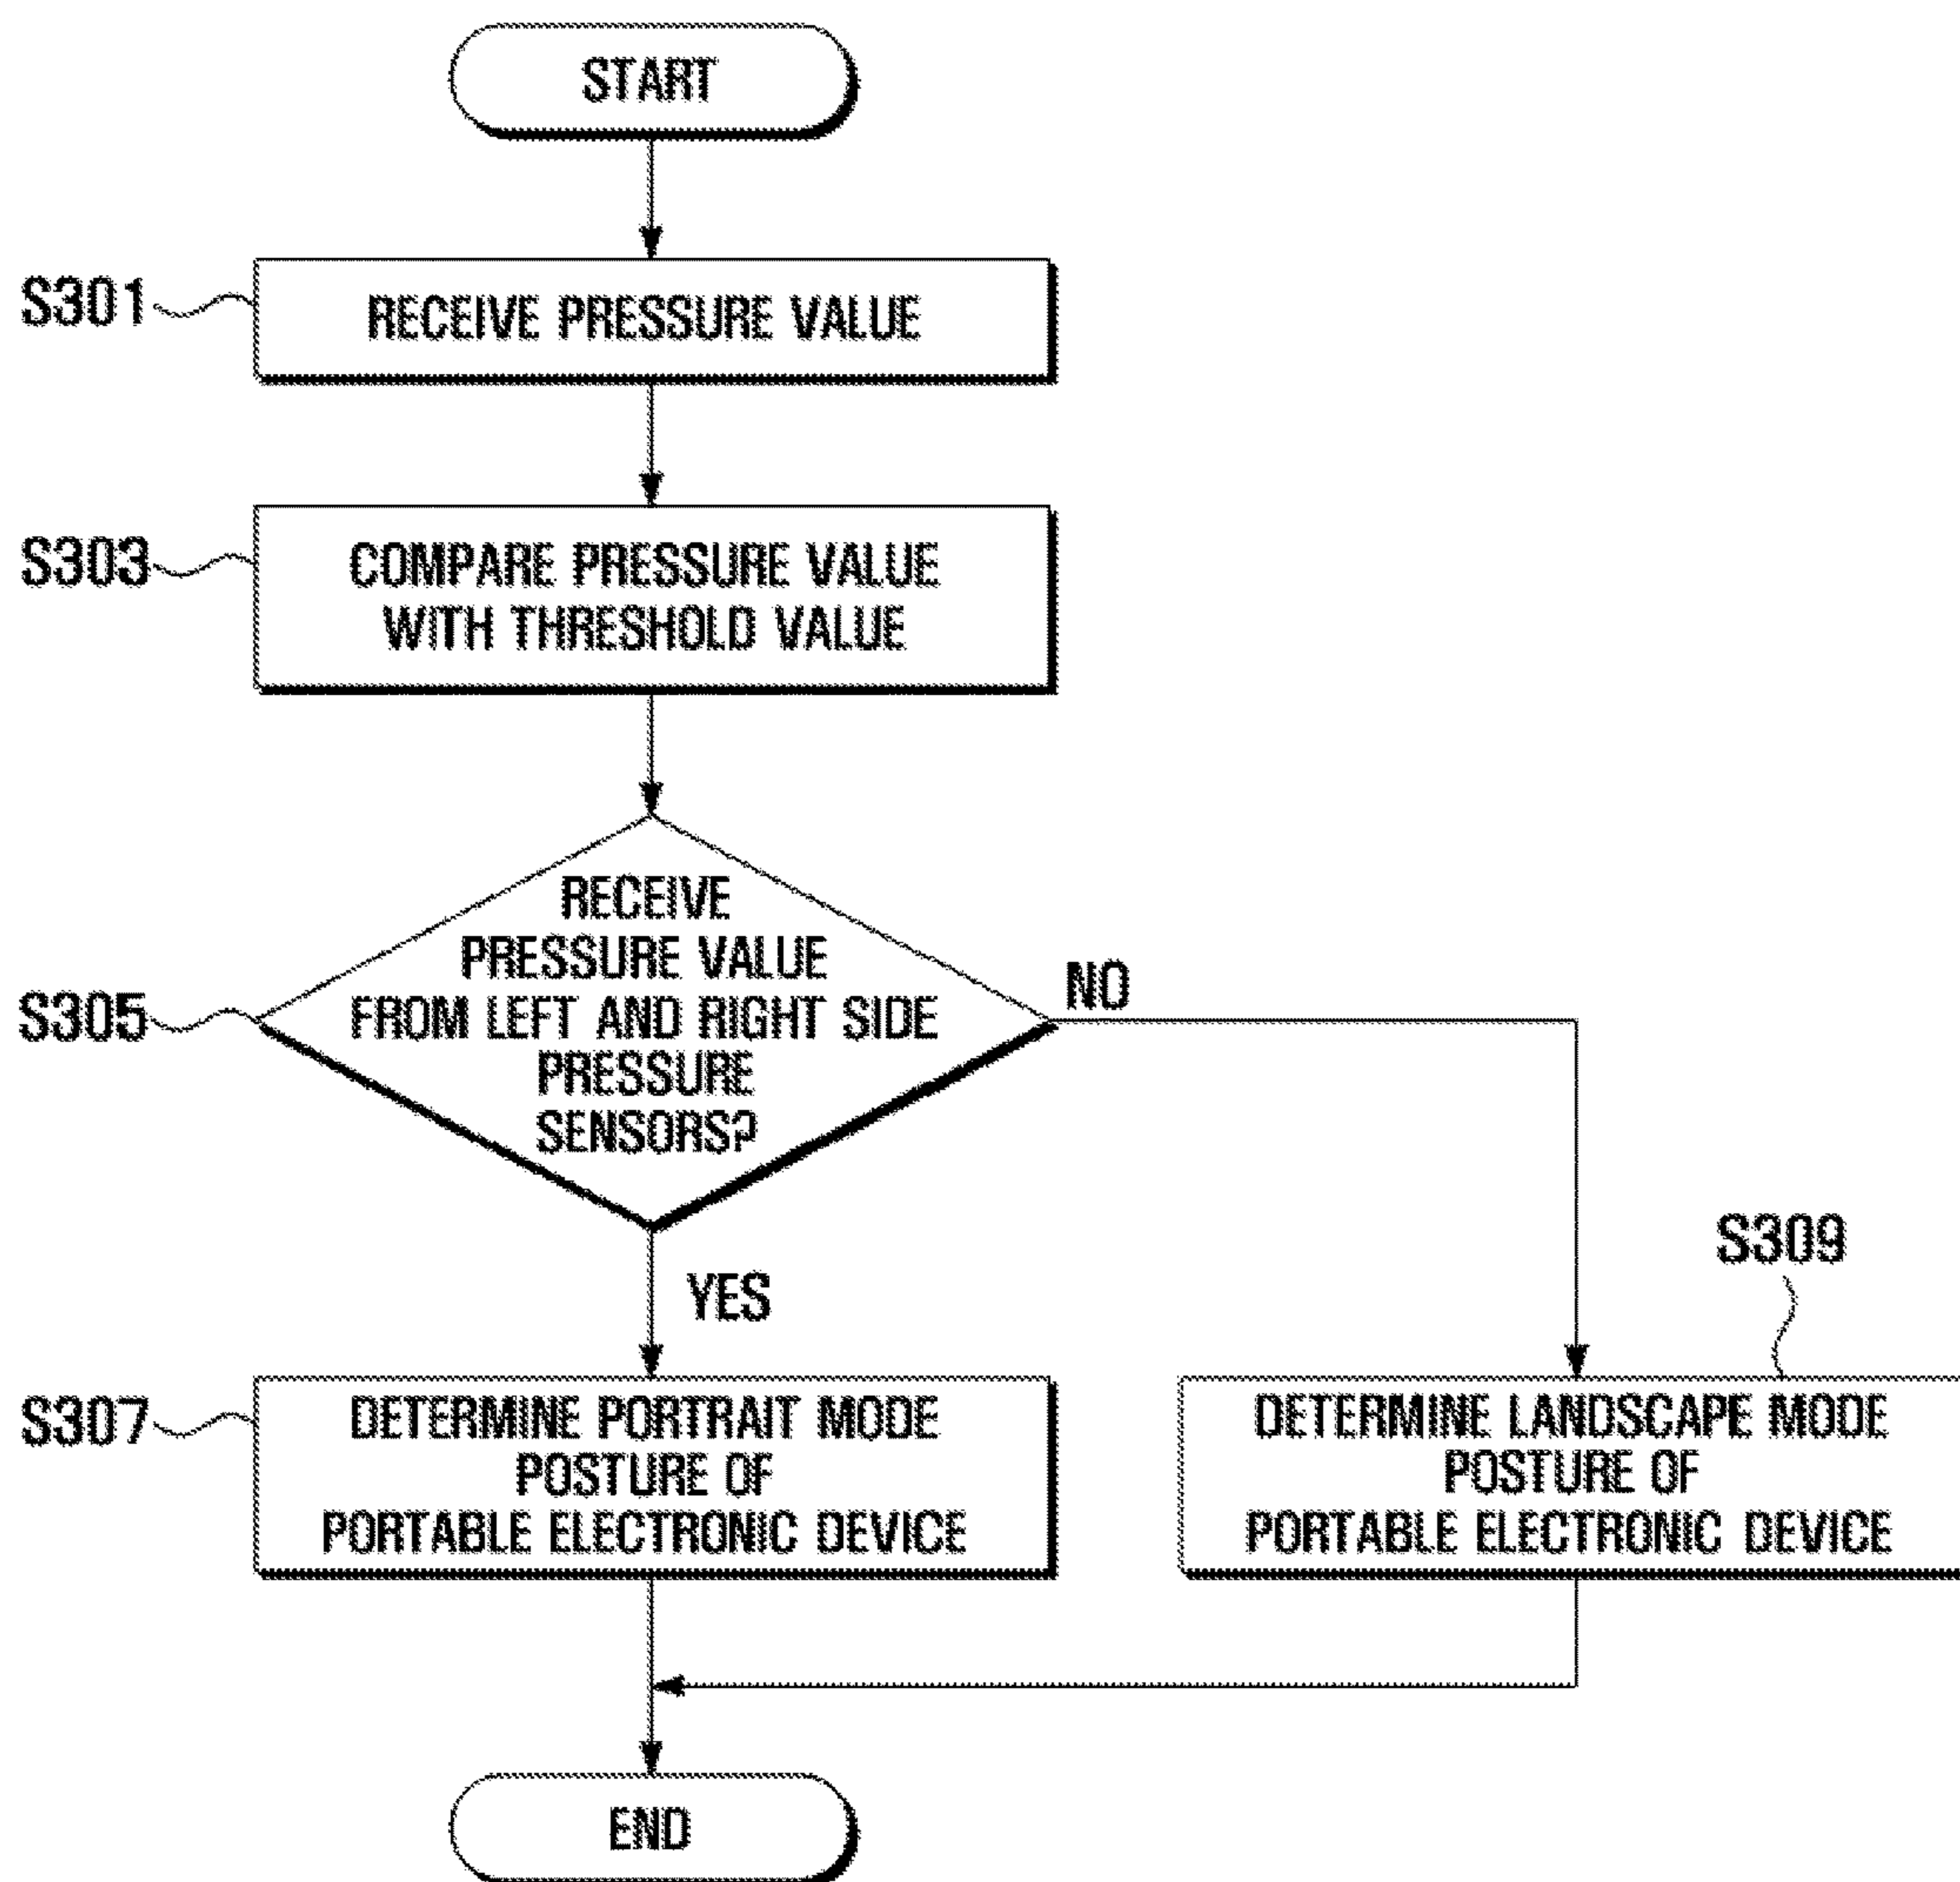 START
S301
RECEIVE PRESSURE VALUE
S303
COMPARE PRESSURE VALUE
WITH THRESHOLD VALUE
S305
RECEIVE
PRESSURE VALUE
FROM LEFT AND RIGHT SIDE
PRESSURE
SENSORS?
NO
YES
S307
DETERMINE PORTRAIT MODE
POSTURE OF
PORTABLE ELECTRONIC DEVICE
S309
DETERMINE LANDSCAPE MODE
POSTURE OF
PORTABLE ELECTRONIC DEVICE
END